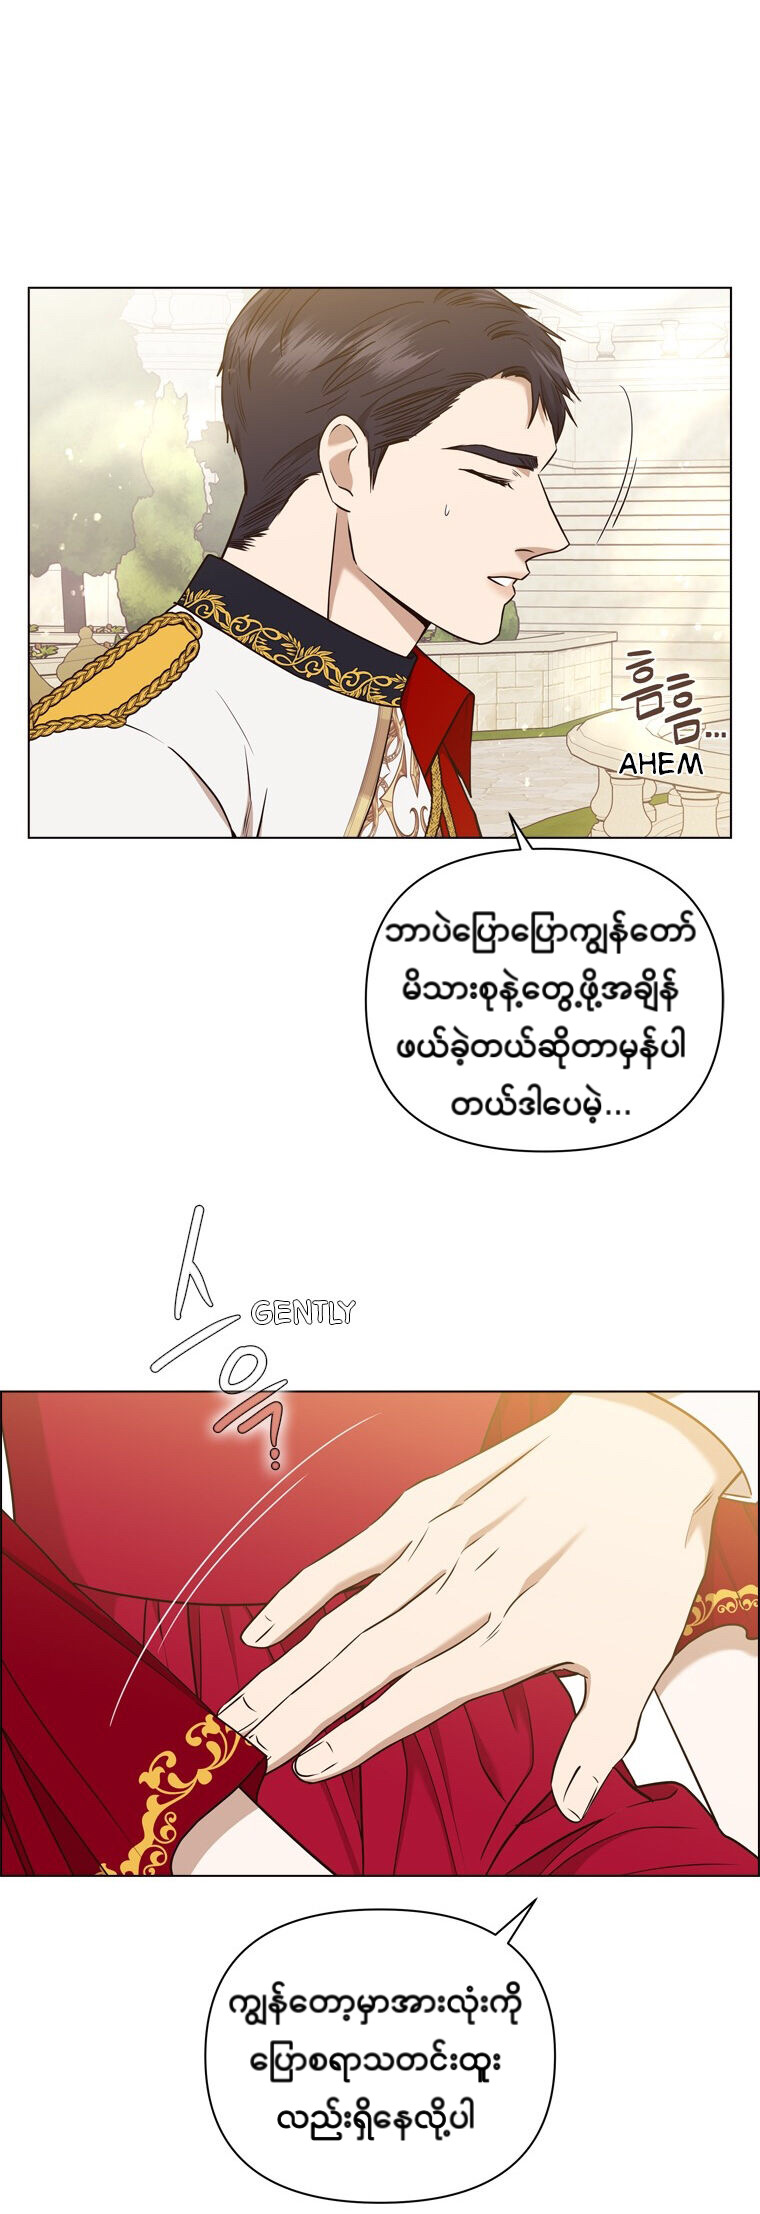 흠흠...
AHEM
ဘာပဲပြောပြောကျွန်တော်
မိသားစုနဲ့တွေ့ဖို့အချိန်
ဖယ်ခဲ့တယ်ဆိုတာမှန်ပါ
တယ်ဒါပေမဲ့...
스윽.
GENTLY
ကျွန်တော့မှာအားလုံးကို
ပြောစရာသတင်းထူး
လည်းရှိနေလို့ပါ